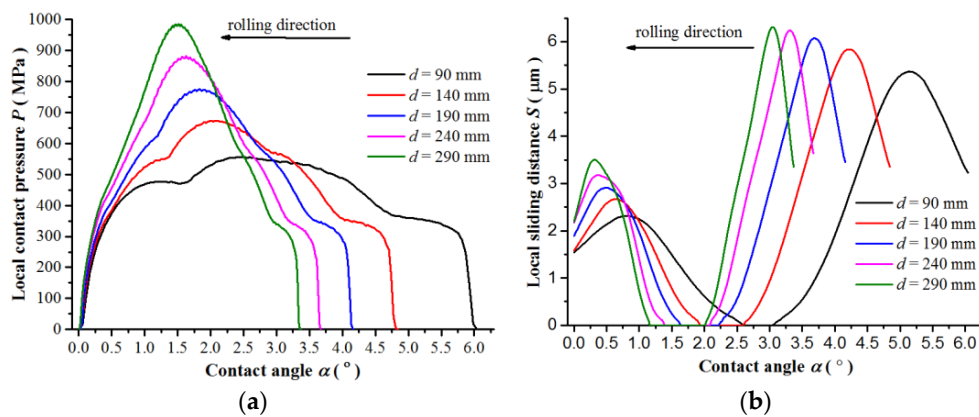 1000
900
800
700
600
500
400
300
200
100
0
Local contact pressure P ( MPa)
rolling direction
d = 90 mm
d = 140 mm
d = 190 mm
d = 240 mm
d = 290 mm
0.0 0.5 1.0 1.5 2.0 2.5 3.0 3.5 4.0 4.5 5.0 5.5 6.0
Contact angle α ( ° )
(a)
6
5
4
3
2
1
0
Local sliding distance S ( μm )
rolling direction
d = 90 mm
d = 140 mm
d = 190 mm
d = 240 mm
d = 290 mm
0.0 0.5 1.0 1.5 2.0 2.5 3.0 3.5 4.0 4.5 5.0 5.5 6.0
Contact angle α ( ° )
(b)